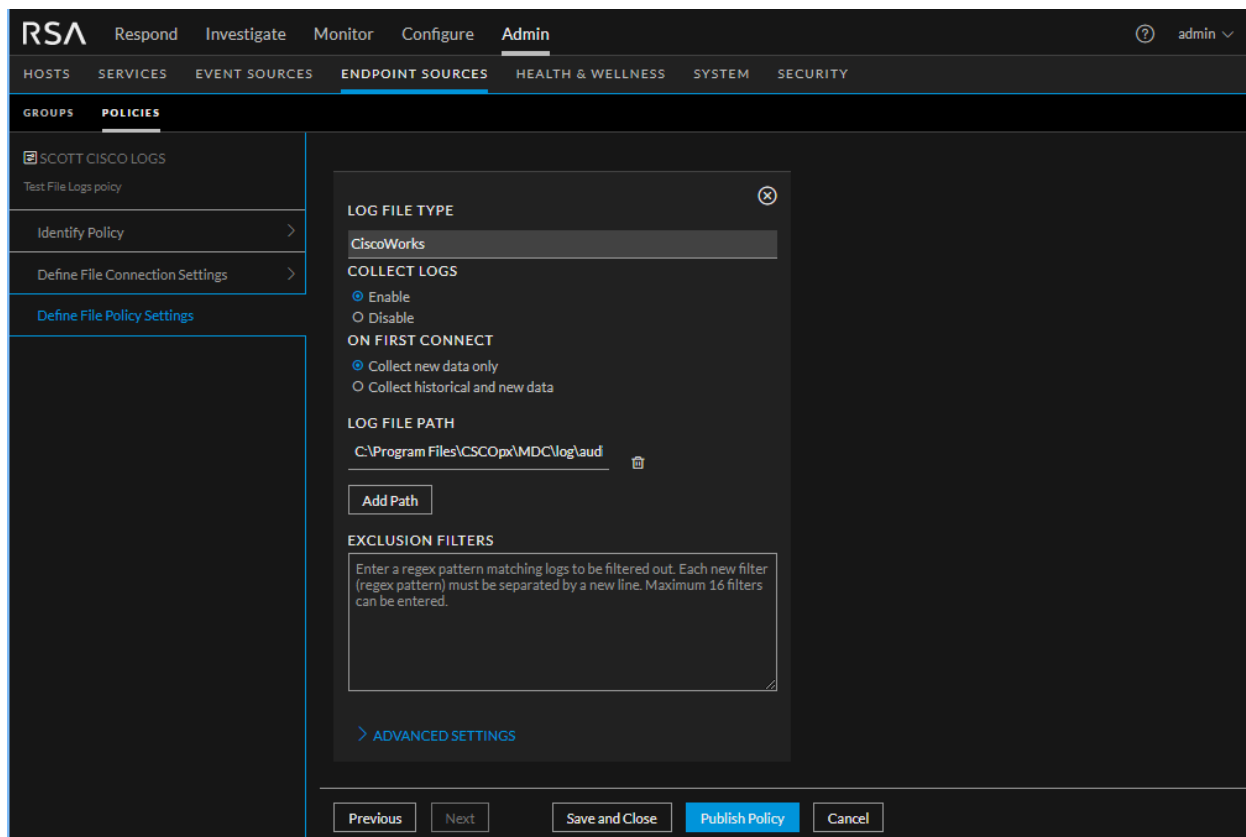 RSA Respond Investigate Monitor Configure Admin admin
HOSTS SERVICES EVENT SOURCES ENDPOINT SOURCES HEALTH & WELLNESS SYSTEM SECURITY
GROUPS POLICIES
SCOTT CISCO LOGS
Test File Logs poicy
Identify Policy
Define File Connection Settings
Define File Policy Settings
LOG FILE TYPE
CiscoWorks
COLLECT LOGS
Enable
Disable
ON FIRST CONNECT
Collect new data only
Collect historical and new data
LOG FILE PATH
C:\Program Files\CSCOpx\MDC\log\aud
Add Path
EXCLUSION FILTERS
Enter a regex pattern matching logs to be filtered out. Each new filter
(regex pattern) must be separated by a new line. Maximum 16 filters
can be entered.
ADVANCED SETTINGS
Previous Next Save and Close Publish Policy Cancel